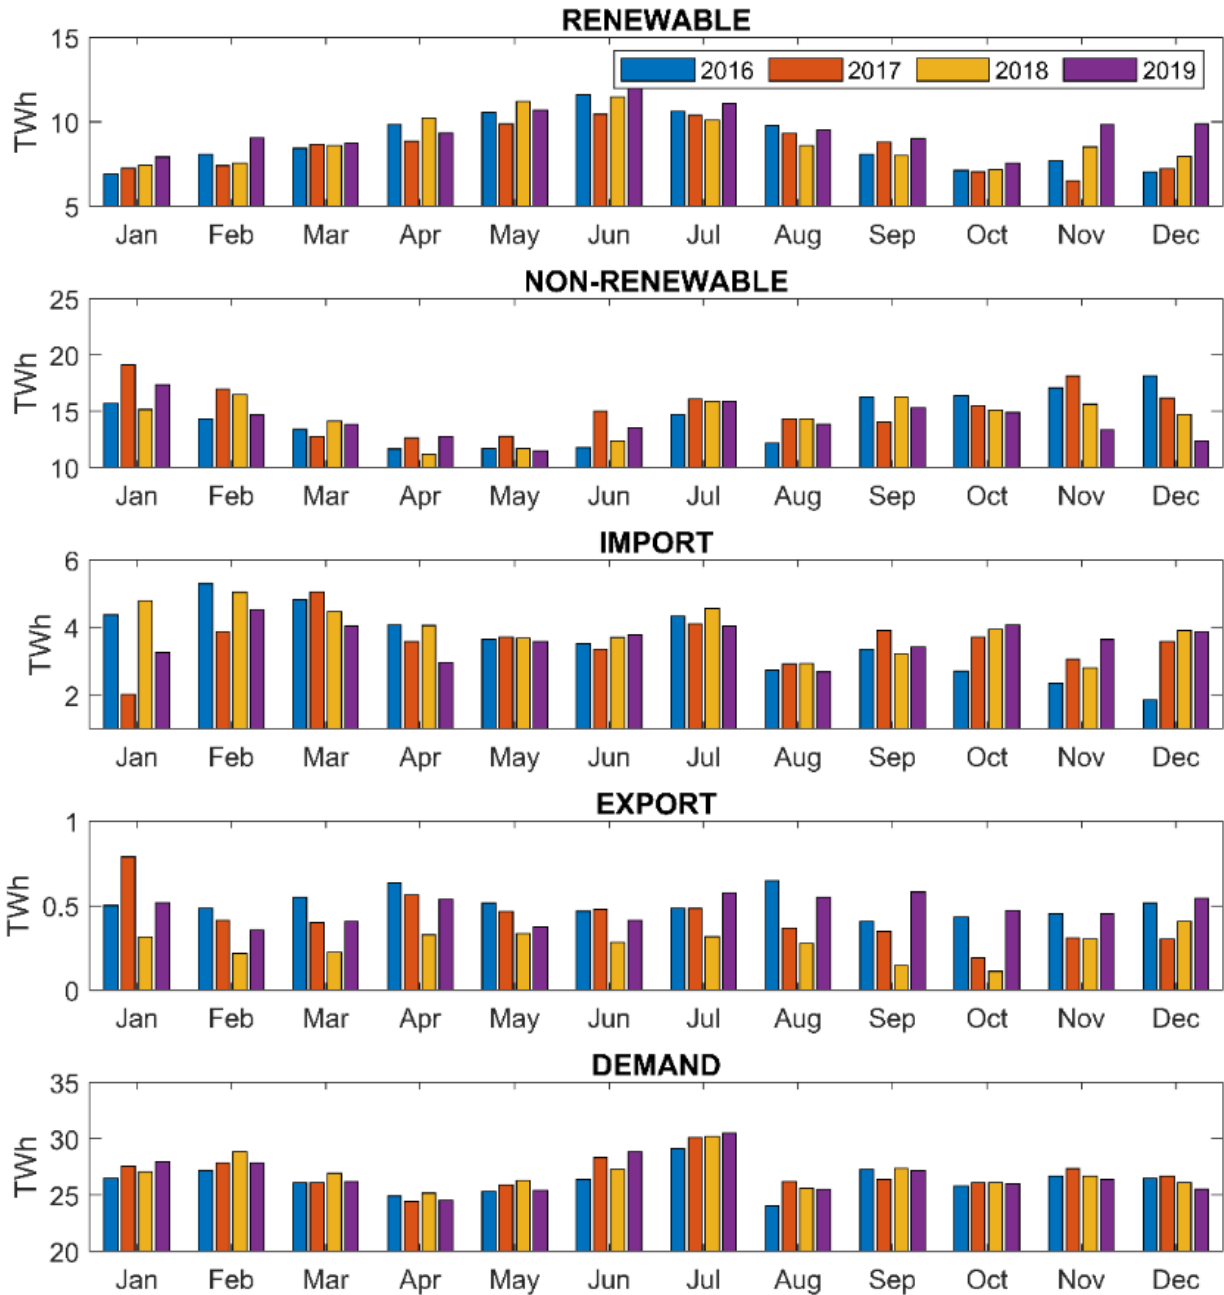 RENEWABLE
15
10
5
TWh
2016 2017 2018 2019
Jan Feb Mar Apr May Jun Jul Aug Sep Oct Nov Dec
NON-RENEWABLE
25
20
15
10
TWh
Jan Feb Mar Apr May Jun Jul Aug Sep Oct Nov Dec
IMPORT
6
4
2
TWh
Jan Feb Mar Apr May Jun Jul Aug Sep Oct Nov Dec
EXPORT
1
0.5
0
TWh
Jan Feb Mar Apr May Jun Jul Aug Sep Oct Nov Dec
DEMAND
35
30
25
20
TWh
Jan Feb Mar Apr May Jun Jul Aug Sep Oct Nov Dec